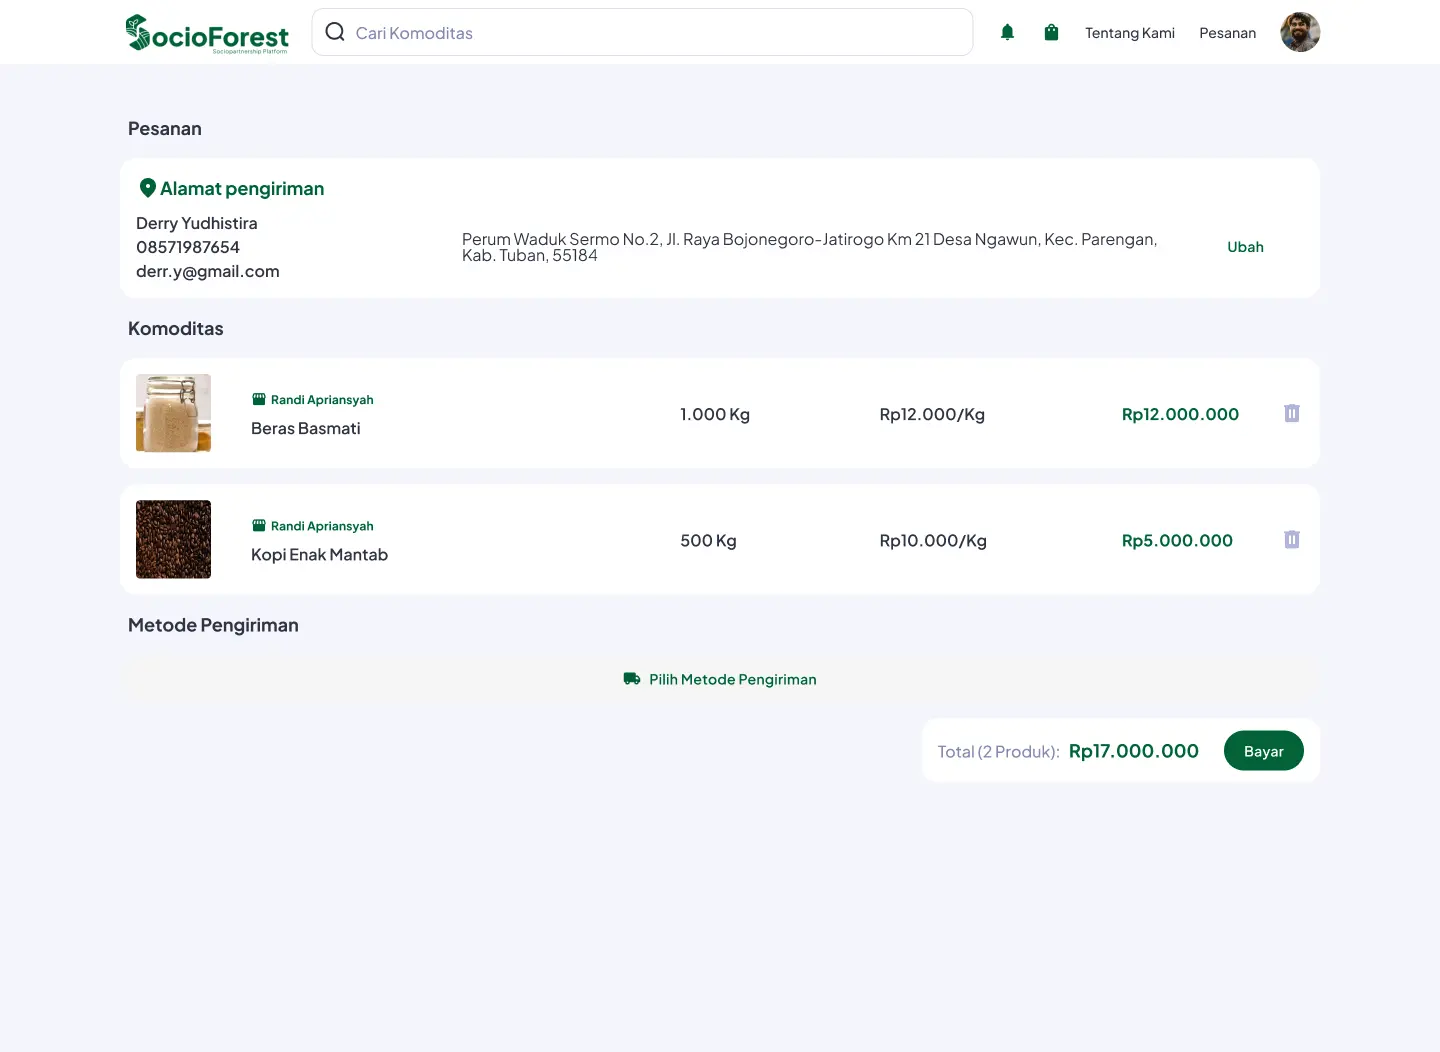 SocioForest
Sociopartnership Platform
Cari Komoditas
Tentang Kami
Pesanan
Pesanan
Alamat pengiriman
Derry Yudhistira
08571987654
derr.y@gmail.com
Perum Waduk Sermo No.2, Jl. Raya Bojonegoro-Jatirogo Km 21 Desa Ngawun, Kec. Parengan,
Kab. Tuban, 55184
Ubah
Komoditas
Randi Apriansyah
Beras Basmati
1.000 Kg
Rp12.000/Kg
Rp12.000.000
Randi Apriansyah
Kopi Enak Mantab
500 Kg
Rp10.000/Kg
Rp5.000.000
Metode Pengiriman
Pilih Metode Pengiriman
Total (2 Produk): Rp17.000.000
Bayar